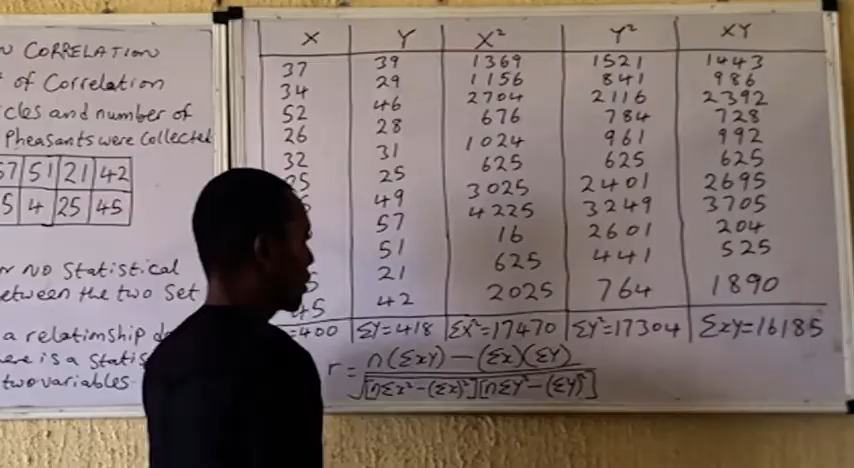 N CORRELATION
of Correlation
cles and number of
Pheasants were Collected
57 51 21 42
5 4 25 45
or NO Statistical
etween the two Set
a relationship d
ere is a Statis
two variables
X Y X² Y² XY
37 39 1369 1521 1443
34 29 1156 841 986
52 46 2704 2116 2392
26 28 676 784 728
32 31 1024 961 992
25 25 625 625 625
5 49 3025 2401 2695
57 4225 3249 3705
51 16 2601 204
5 21 625 441 525
45 42 2025 764 1890
=400 ΣY=418 ΣX²=17470 ΣY²=17304 ΣXY=16185
r = n(ΣXY) − (ΣX)(ΣY)
√[nΣX²−(ΣX)²][nΣY²−(ΣY)²]